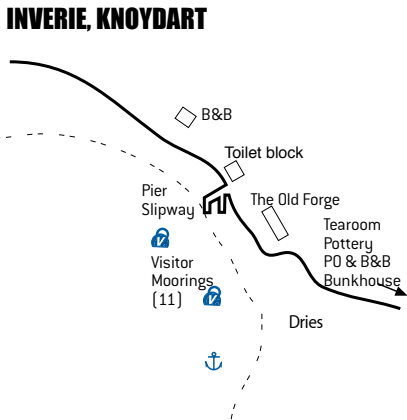 INVERIE, KNOYDART
B&B
Toilet block
Pier
Slipway
The Old Forge
Tearoom
Pottery
PO & B&B
Bunkhouse
Visitor
Moorings
(11)
Dries